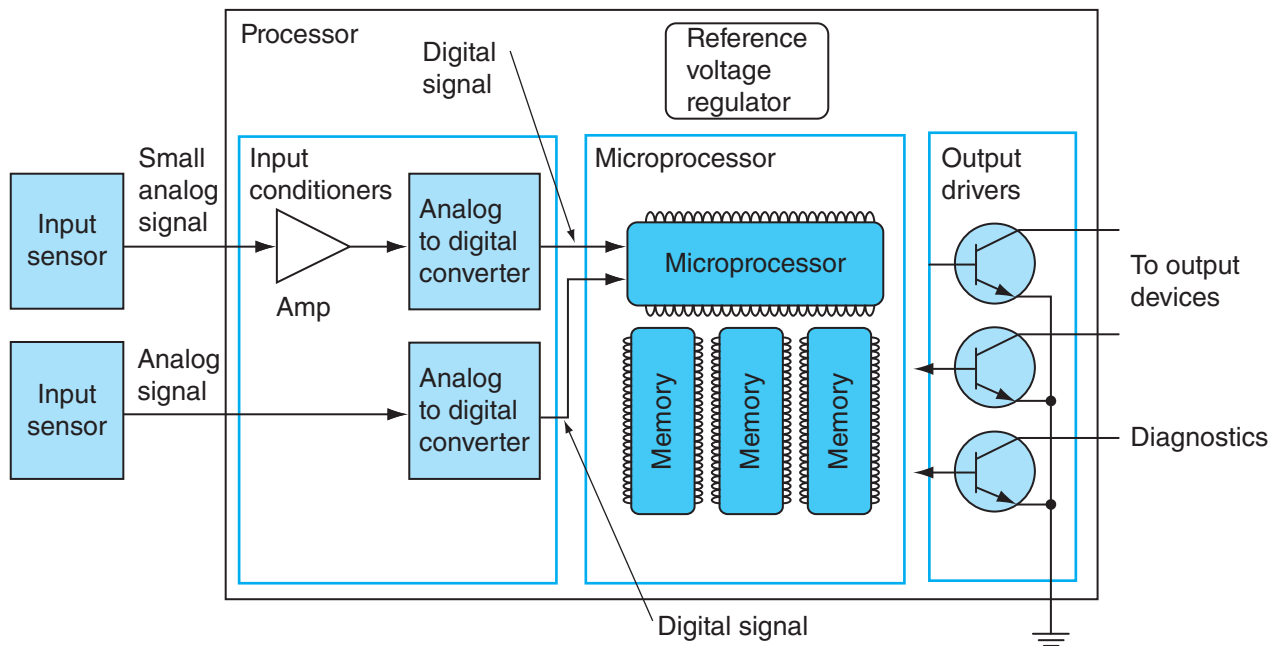 Processor
Digital
signal
Reference
voltage
regulator
Small
analog
signal
Input
conditioners
Microprocessor
Output
drivers
Input
sensor
Amp
Analog
to digital
converter
Microprocessor
To output
devices
Input
sensor
Analog
signal
Analog
to digital
converter
Memory
Memory
Memory
Diagnostics
Digital signal